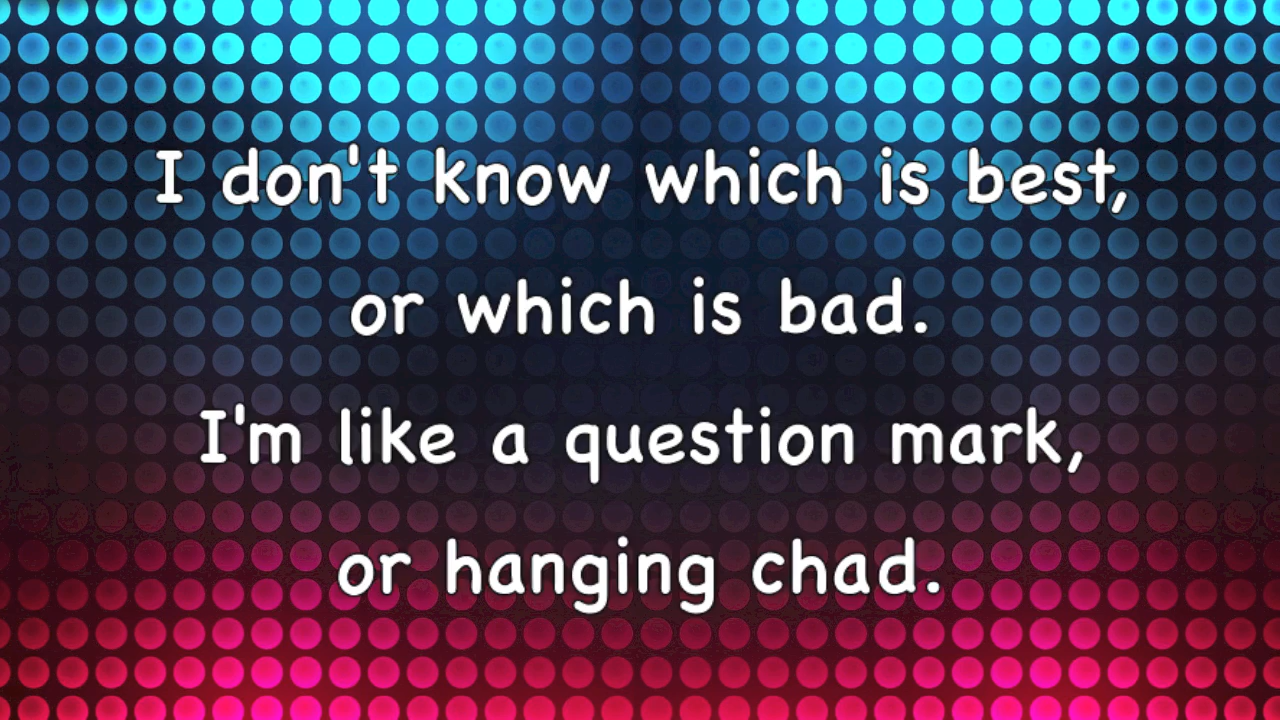 I don't know which is best,
or which is bad.
I'm like a question mark,
or hanging chad.